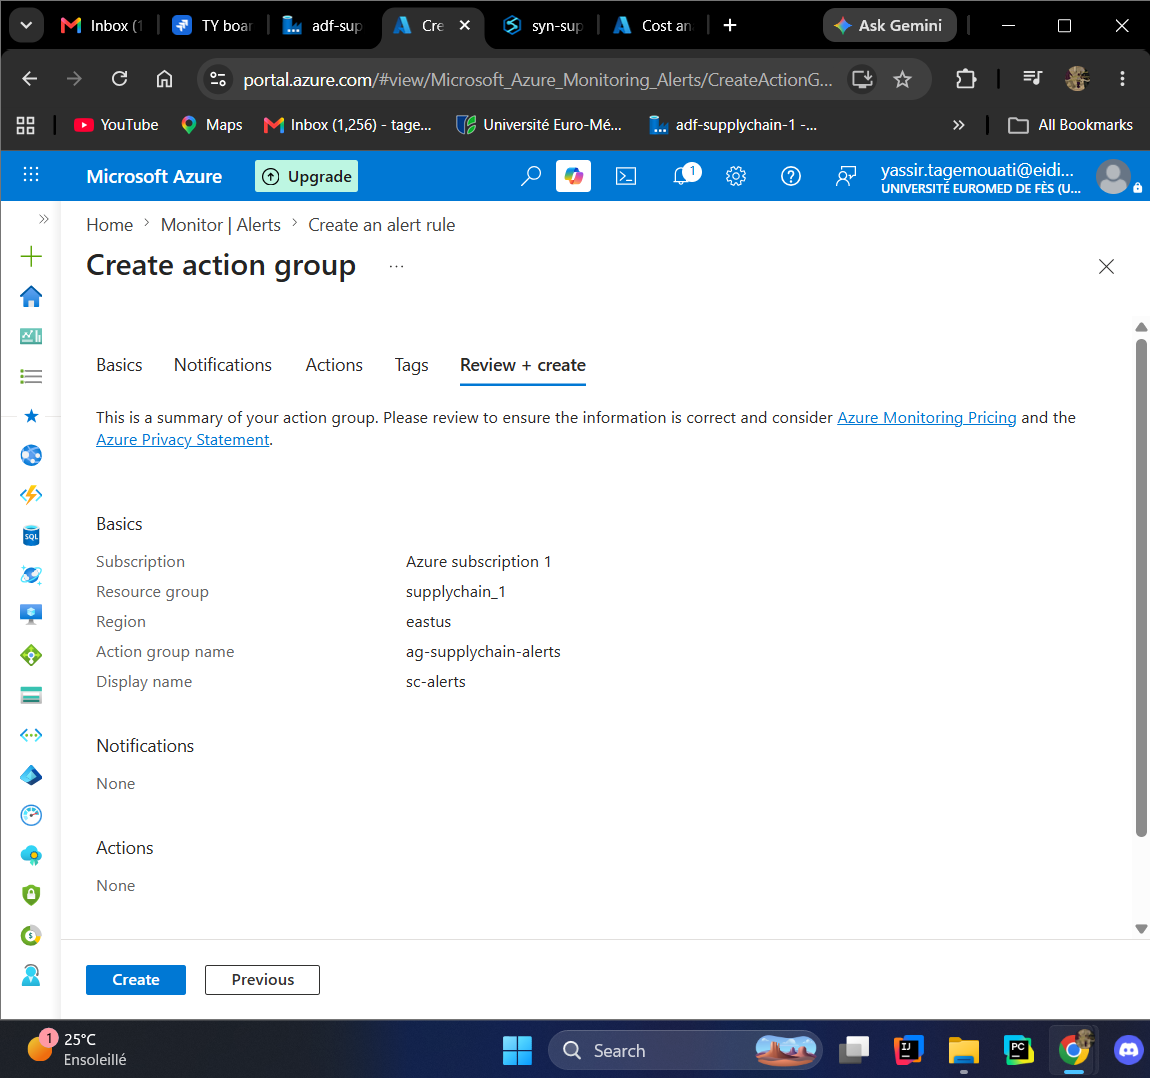 Inbox (1
TY boar
adf-sup
Cre
syn-sup
Cost an
Ask Gemini
portal.azure.com/#view/Microsoft_Azure_Monitoring_Alerts/CreateActionG...
YouTube
Maps
Inbox (1,256) - tage...
Université Euro-Mé...
adf-supplychain-1 -...
»
All Bookmarks
Microsoft Azure
Upgrade
1
yassir.tagemouati@eidi...
UNIVERSITÉ EUROMED DE FÈS (U...
Home > Monitor | Alerts > Create an alert rule
Create action group ...
Basics
Notifications
Actions
Tags
Review + create
This is a summary of your action group. Please review to ensure the information is correct and consider Azure Monitoring Pricing and the
Azure Privacy Statement.
SQL
Basics
Subscription Azure subscription 1
Resource group supplychain_1
Region eastus
Action group name ag-supplychain-alerts
Display name sc-alerts
Notifications
None
Actions
None
Create
Previous
1
25°C
Ensoleillé
Search
IJ
PC